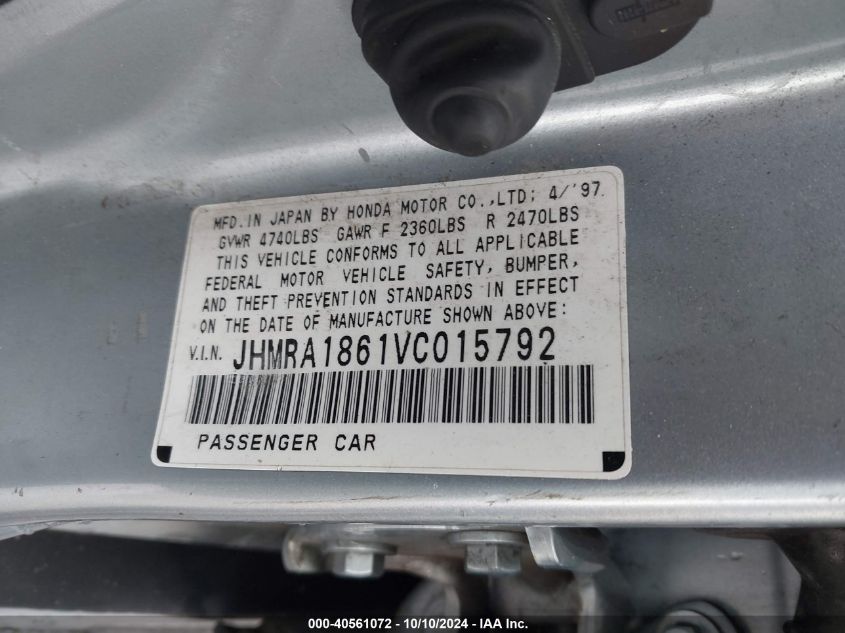 MFD. IN JAPAN BY HONDA MOTOR CO.,LTD; 4/'97
GVWR 4740LBS GAWR F 2360LBS R 2470LBS
THIS VEHICLE CONFORMS TO ALL APPLICABLE
FEDERAL MOTOR VEHICLE SAFETY, BUMPER,
AND THEFT PREVENTION STANDARDS IN EFFECT
ON THE DATE OF MANUFACTURE SHOWN ABOVE:
V.I.N. JHMRA1861VC015792
PASSENGER CAR
000-40561072 - 10/10/2024 - IAA Inc.